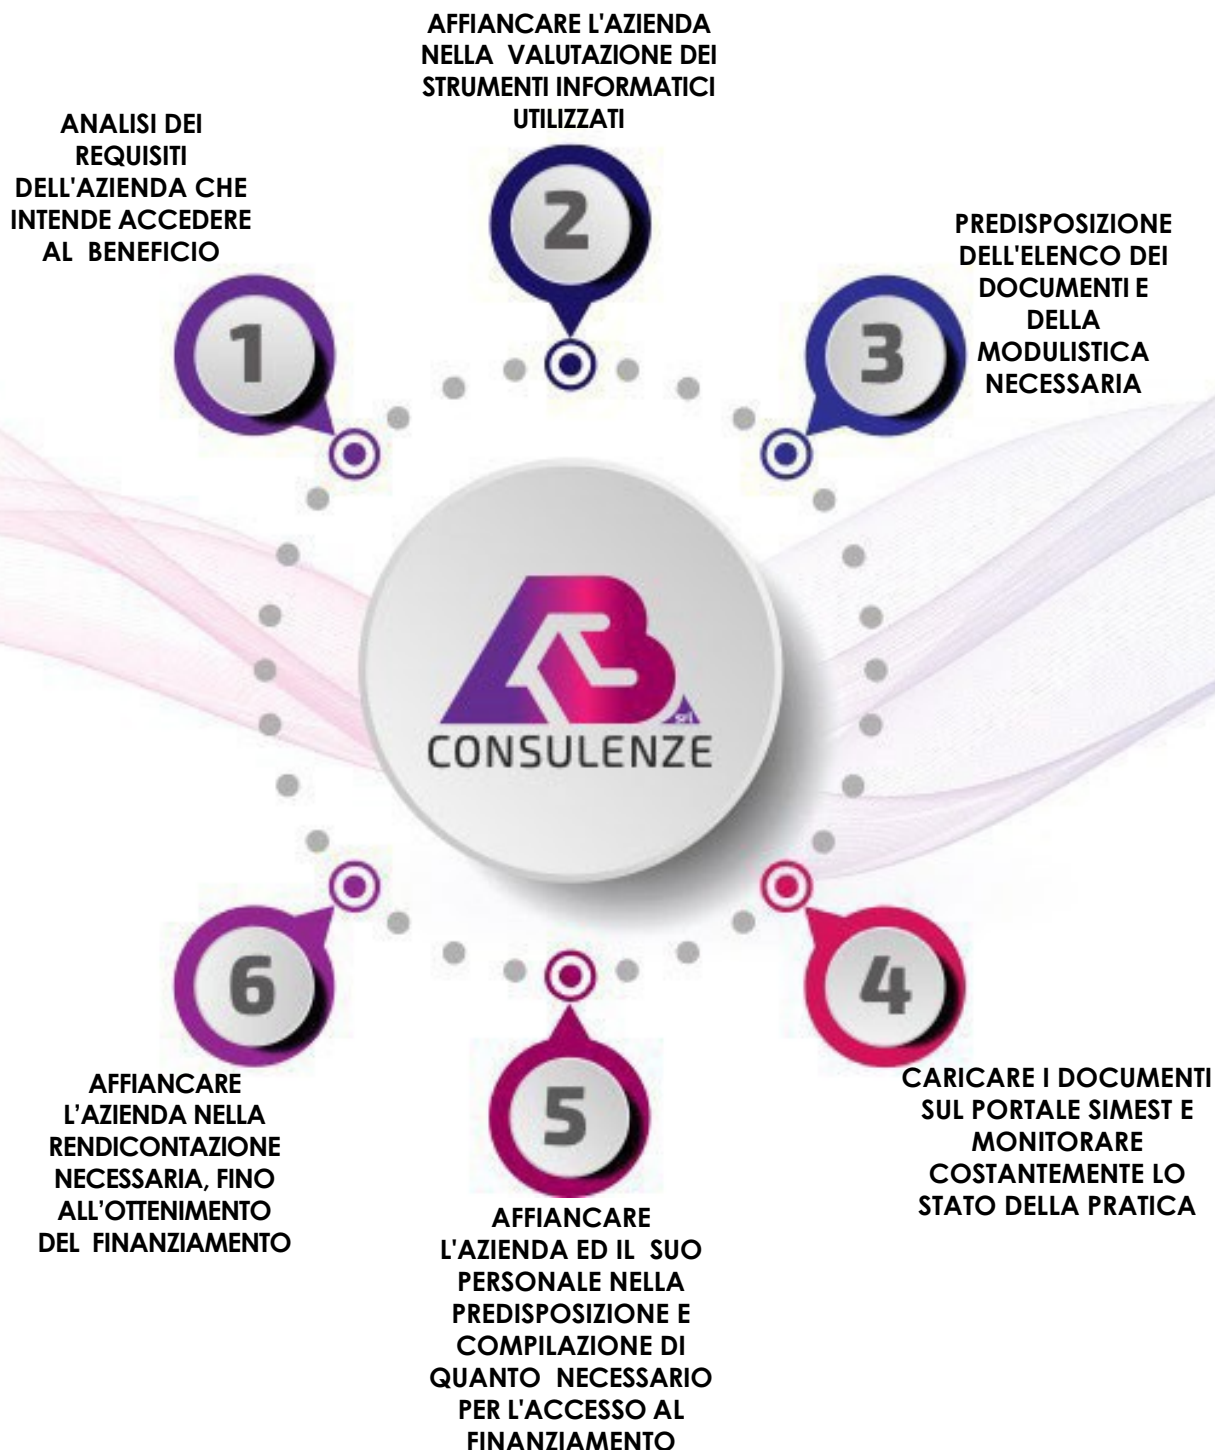 ANALISI DEI
REQUISITI
DELL'AZIENDA CHE
INTENDE ACCEDERE
AL BENEFICIO
1
AFFIANCARE L'AZIENDA
NELLA VALUTAZIONE DEI
STRUMENTI INFORMATICI
UTILIZZATI
2
PREDISPOSIZIONE
DELL'ELENCO DEI
DOCUMENTI E
DELLA
MODULISTICA
NECESSARIA
3
AB
srl
CONSULENZE
4
CARICARE I DOCUMENTI
SUL PORTALE SIMEST E
MONITORARE
COSTANTEMENTE LO
STATO DELLA PRATICA
5
AFFIANCARE
L'AZIENDA ED IL SUO
PERSONALE NELLA
PREDISPOSIZIONE E
COMPILAZIONE DI
QUANTO NECESSARIO
PER L'ACCESSO AL
FINANZIAMENTO
6
AFFIANCARE
L’AZIENDA NELLA
RENDICONTAZIONE
NECESSARIA, FINO
ALL’OTTENIMENTO
DEL FINANZIAMENTO